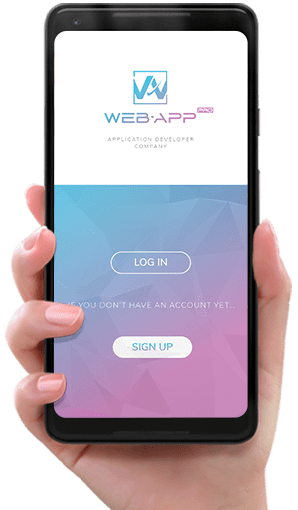 WEB-APP PRO
APPLICATION DEVELOPER
COMPANY
LOG IN
IF YOU DON'T HAVE AN ACCOUNT YET...
SIGN UP